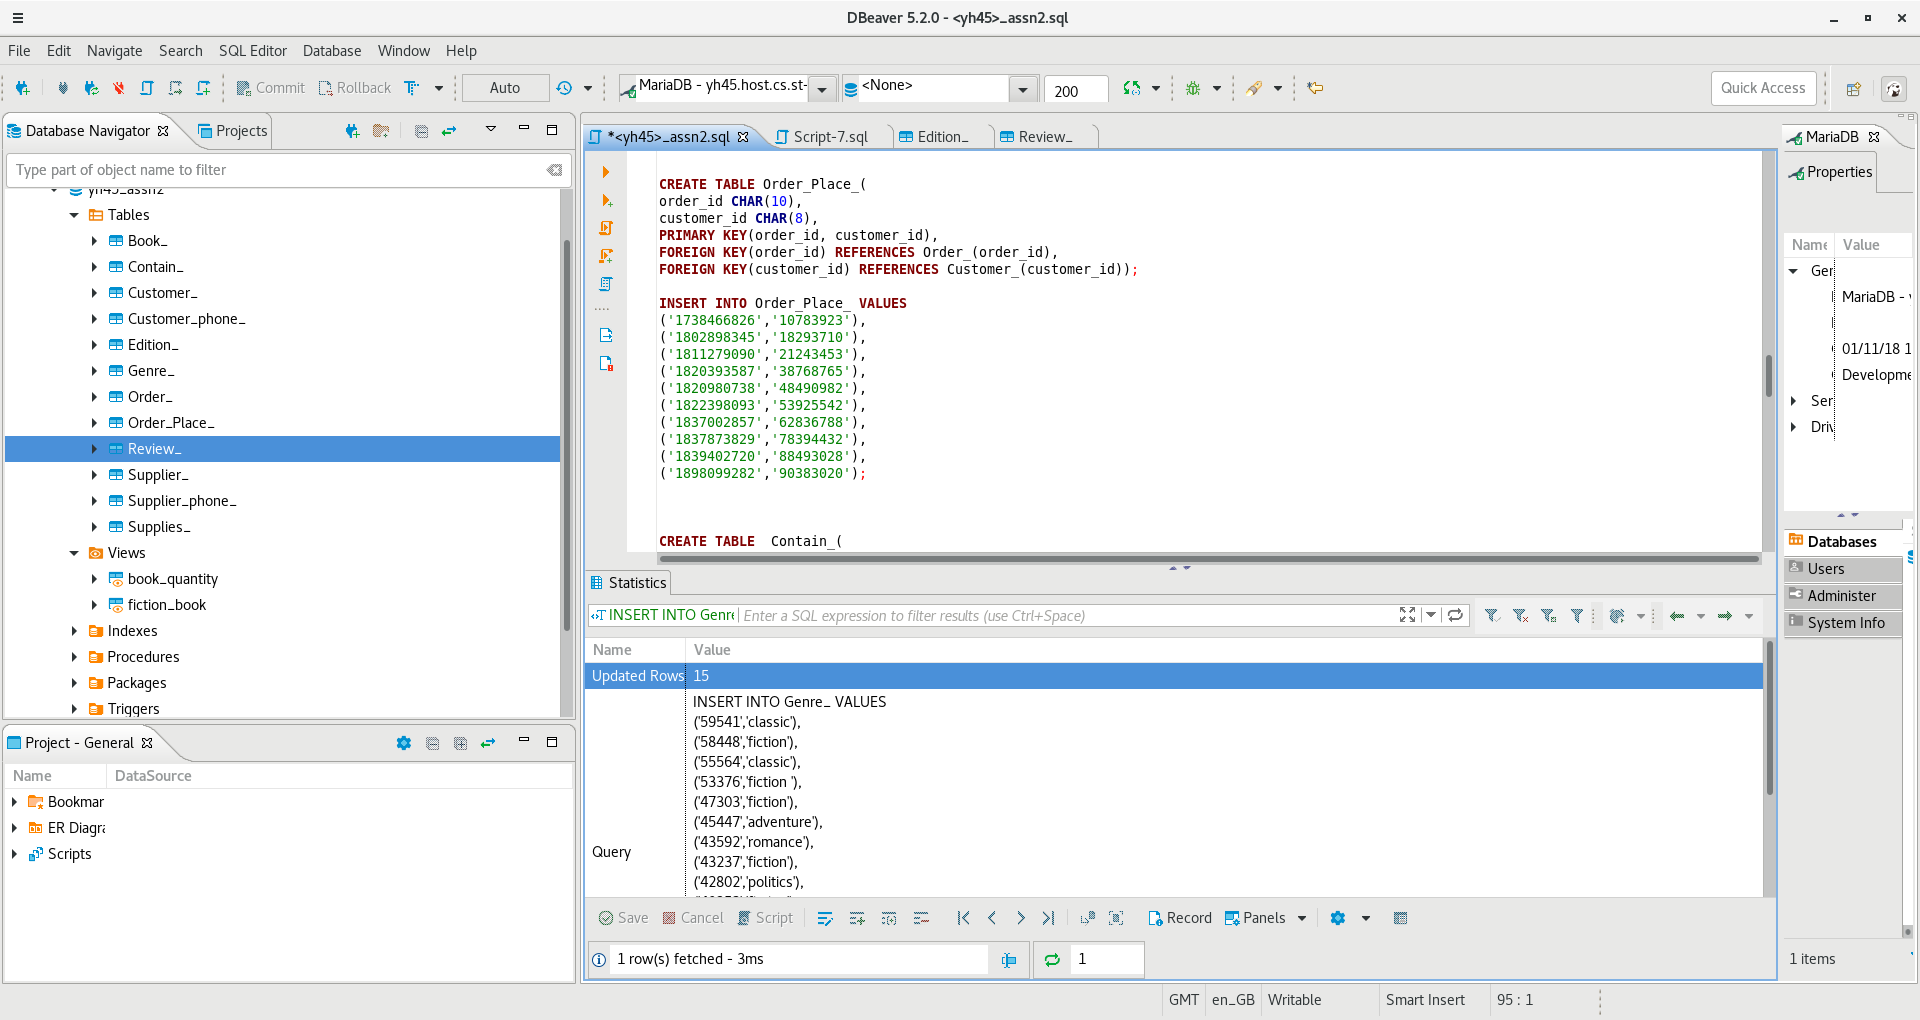 DBeaver 5.2.0 - <yh45>_assn2.sql
File Edit Navigate Search SQL Editor Database Window Help
Commit Rollback Auto MariaDB - yh45.host.cs.st- <None> 200 Quick Access
Database Navigator Projects
Type part of object name to filter
yh45_assn2
Tables
Book_
Contain_
Customer_
Customer_phone_
Edition_
Genre_
Order_
Order_Place_
Review_
Supplier_
Supplier_phone_
Supplies_
Views
book_quantity
fiction_book
Indexes
Procedures
Packages
Triggers
Project - General
Name DataSource
Bookmar
ER Diagra
Scripts
*<yh45>_assn2.sql Script-7.sql Edition_ Review_
CREATE TABLE Order_Place_(
order_id CHAR(10),
customer_id CHAR(8),
PRIMARY KEY(order_id, customer_id),
FOREIGN KEY(order_id) REFERENCES Order_(order_id),
FOREIGN KEY(customer_id) REFERENCES Customer_(customer_id));
INSERT INTO Order_Place_ VALUES
('1738466826','10783923'),
('1802898345','18293710'),
('1811279090','21243453'),
('1820393587','38768765'),
('1820980738','48490982'),
('1822398093','53925542'),
('1837002857','62836788'),
('1837873829','78394432'),
('1839402720','88493028'),
('1898099282','90383020');
CREATE TABLE  Contain_(
Statistics
INSERT INTO Genre Enter a SQL expression to filter results (use Ctrl+Space)
Name Value
Updated Rows 15
Query
INSERT INTO Genre_ VALUES
('59541','classic'),
('58448','fiction'),
('55564','classic'),
('53376','fiction '),
('47303','fiction'),
('45447','adventure'),
('43592','romance'),
('43237','fiction'),
('42802','politics'),
Save Cancel Script Record Panels
1 row(s) fetched - 3ms 1
MariaDB
Properties
Name Value
Ger
MariaDB -
01/11/18 1
Developme
Ser
Driv
Databases
Users
Administer
System Info
1 items
GMT en_GB Writable Smart Insert 95 : 1